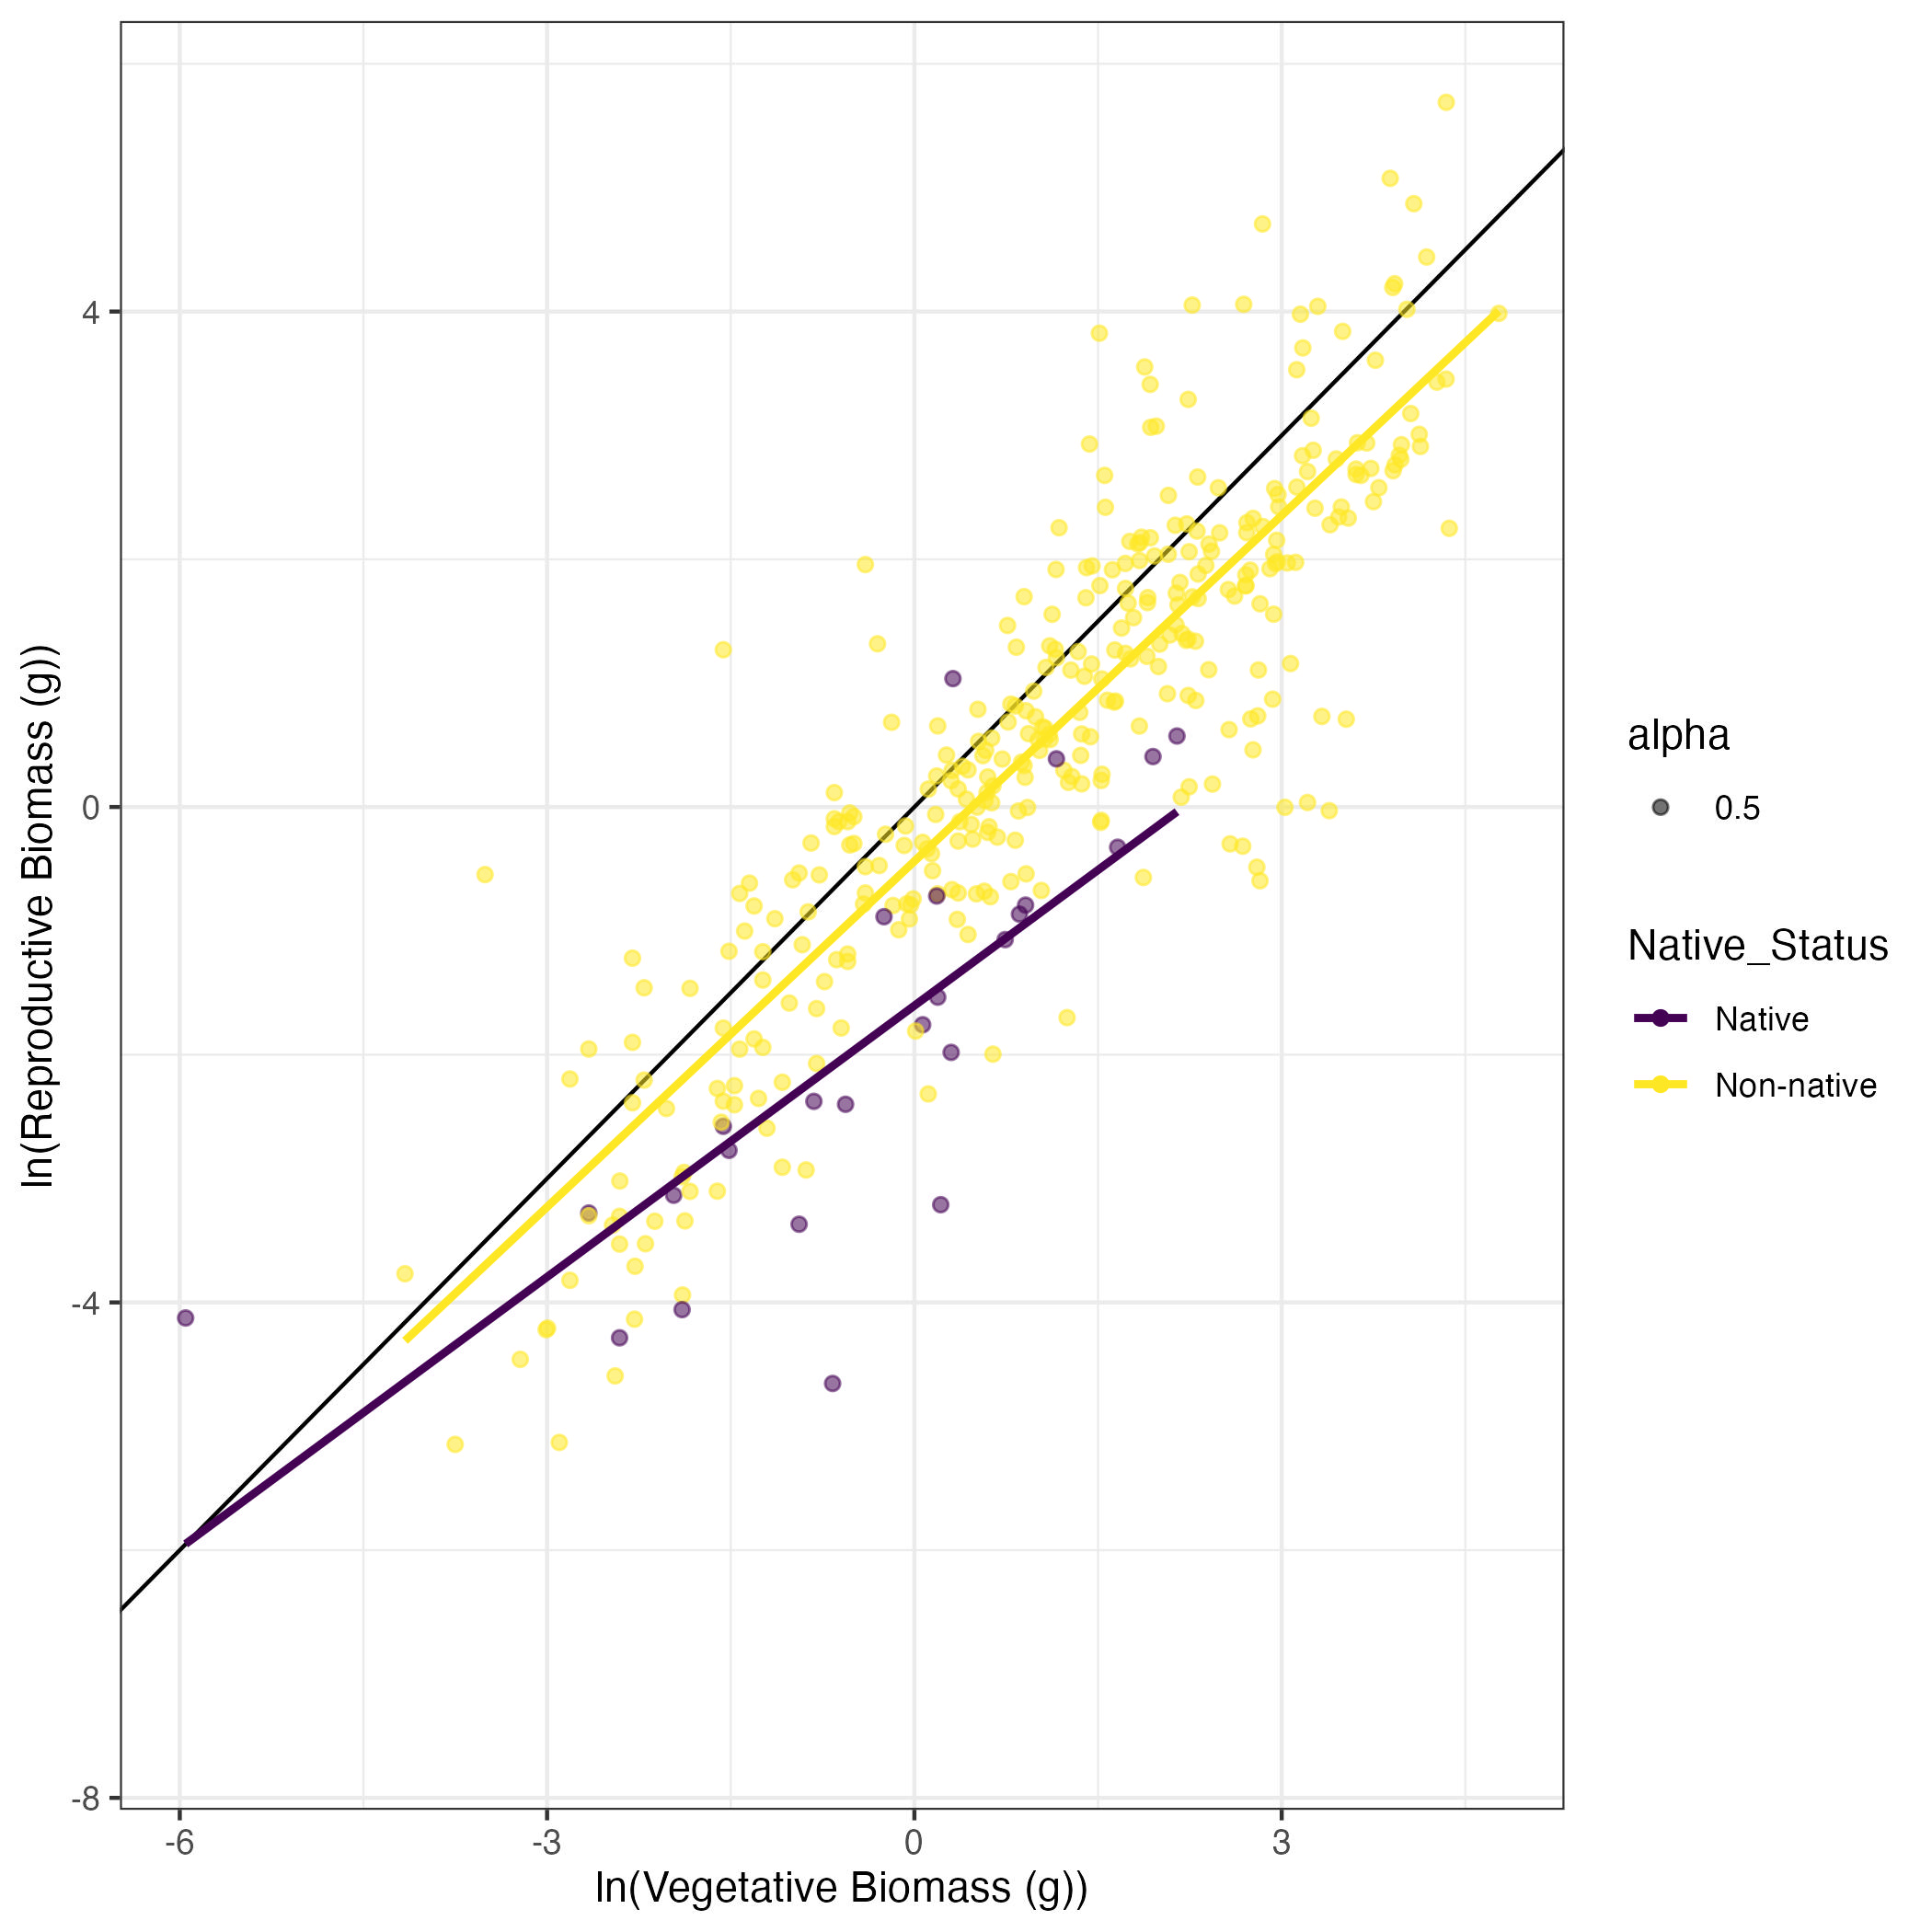 ln(Reproductive Biomass (g))
4
0
-4
-8
-6
-3
0
3
ln(Vegetative Biomass (g))
alpha
0.5
Native_Status
Native
Non-native